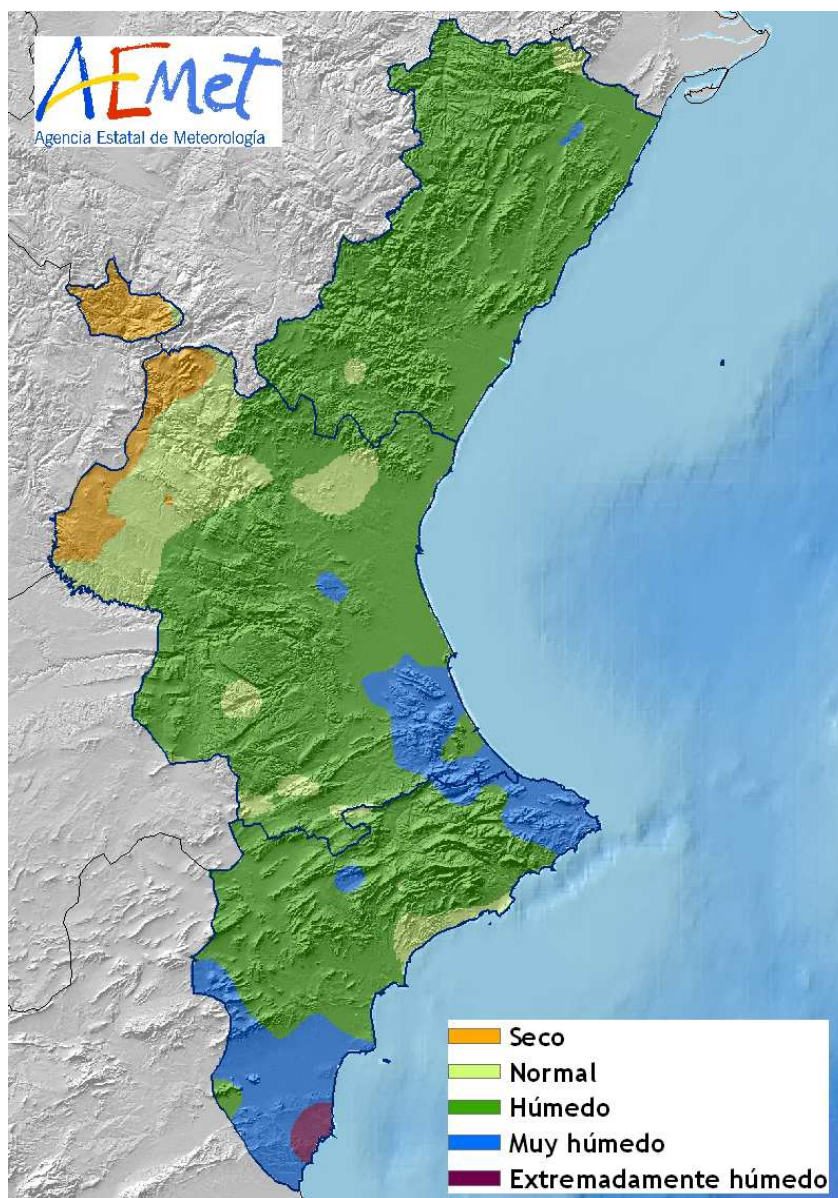 AEMet
Agencia Estatal de Meteorología
Seco
Normal
Húmedo
Muy húmedo
Extremadamente húmedo